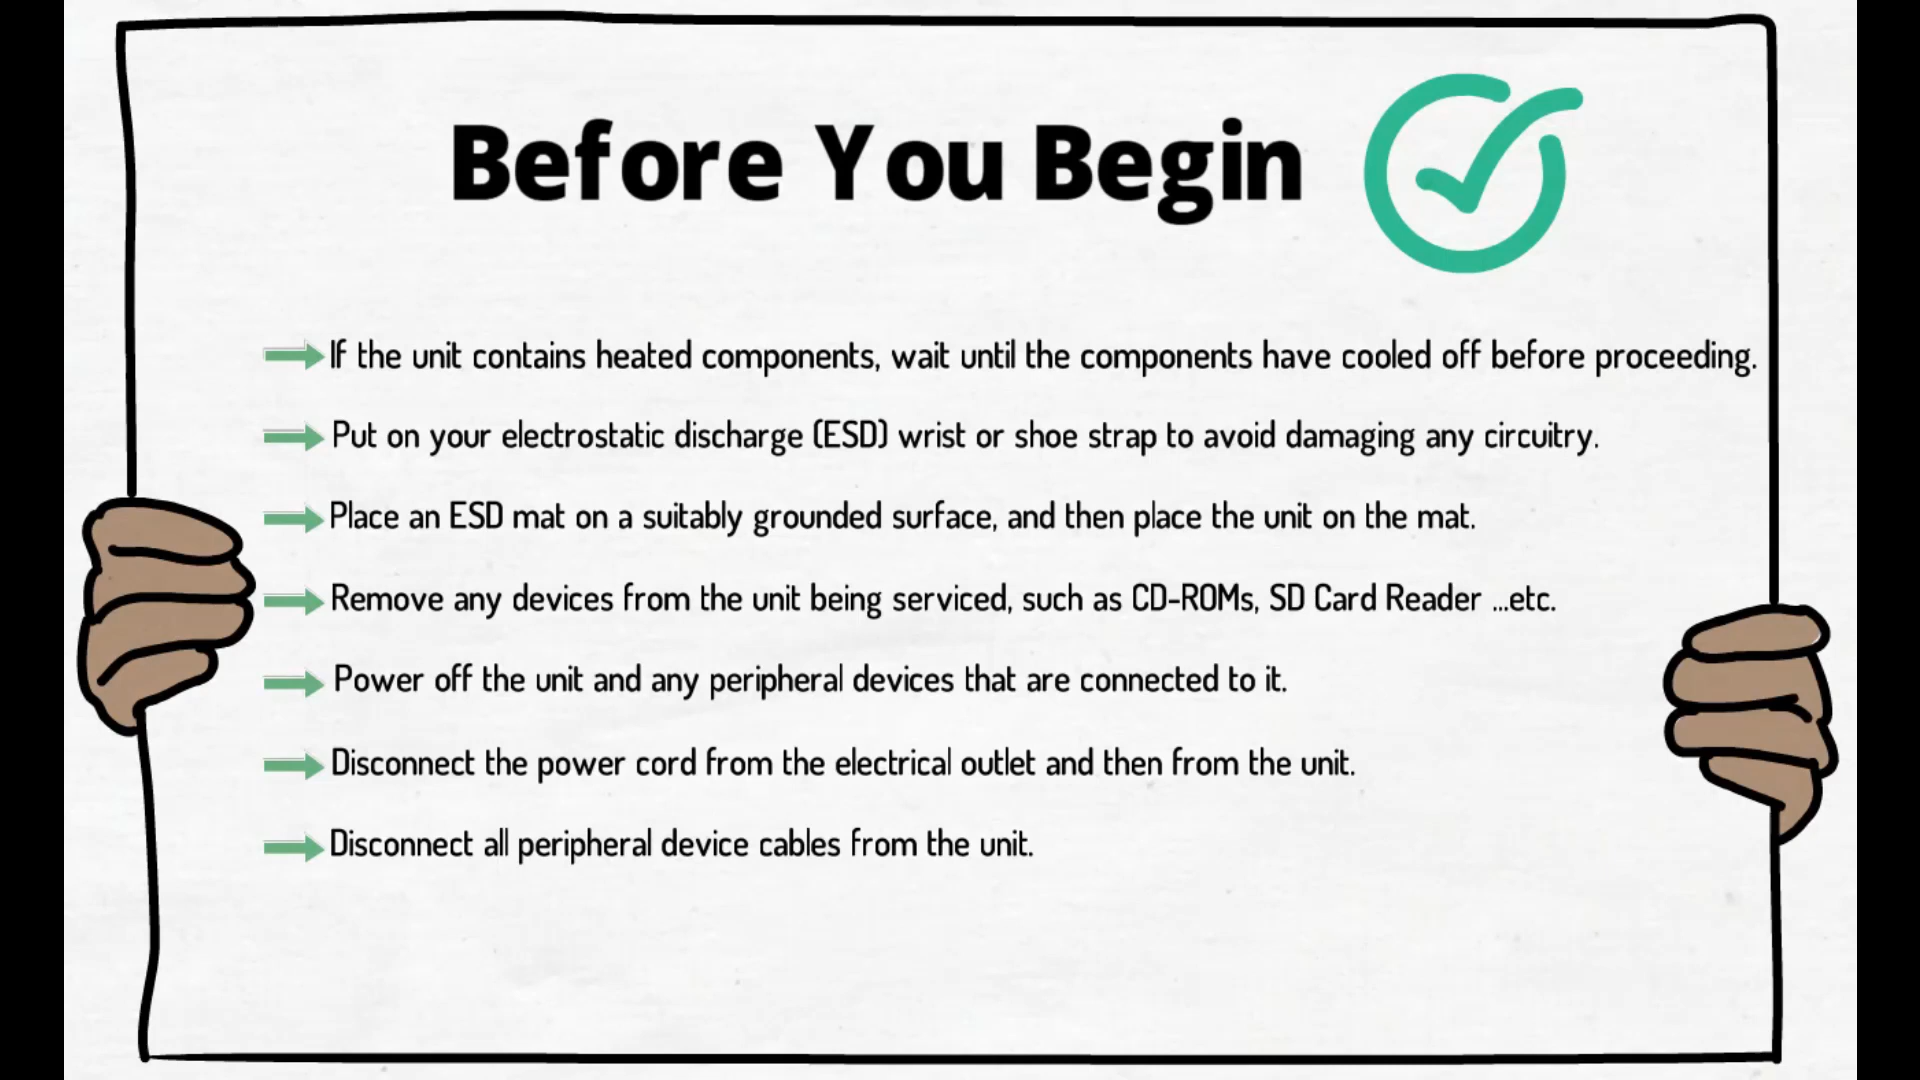 Before You Begin
If the unit contains heated components, wait until the components have cooled off before proceeding.
Put on your electrostatic discharge (ESD) wrist or shoe strap to avoid damaging any circuitry.
Place an ESD mat on a suitably grounded surface, and then place the unit on the mat.
Remove any devices from the unit being serviced, such as CD-ROMs, SD Card Reader ...etc.
Power off the unit and any peripheral devices that are connected to it.
Disconnect the power cord from the electrical outlet and then from the unit.
Disconnect all peripheral device cables from the unit.